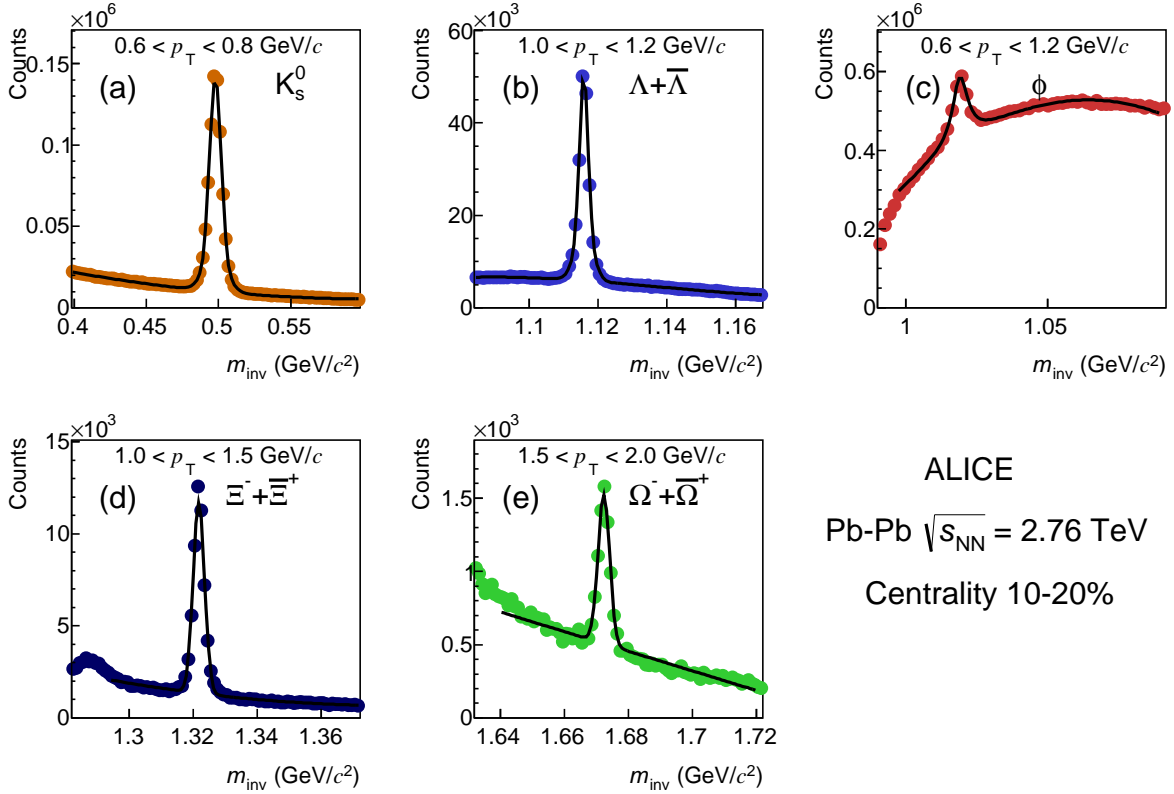 ×10⁶
0.6 < pT < 0.8 GeV/c
Counts
0.15
(a)
K⁰s
0.1
0.05
0
0.4
0.45
0.5
0.55
minv (GeV/c²)
×10³
1.0 < pT < 1.2 GeV/c
Counts
60
(b)
Λ+Λ̅
40
20
0
1.1
1.12
1.14
1.16
minv (GeV/c²)
×10⁶
0.6 < pT < 1.2 GeV/c
Counts
0.6
(c)
ϕ
0.4
0.2
0
1
1.05
minv (GeV/c²)
×10³
1.0 < pT < 1.5 GeV/c
Counts
15
(d)
Ξ⁻+Ξ̅⁺
10
5
0
1.3
1.32
1.34
1.36
minv (GeV/c²)
×10³
1.5 < pT < 2.0 GeV/c
Counts
1.5
(e)
Ω⁻+Ω̅⁺
1
0.5
0
1.64
1.66
1.68
1.7
1.72
minv (GeV/c²)
ALICE
Pb-Pb √sNN = 2.76 TeV
Centrality 10-20%